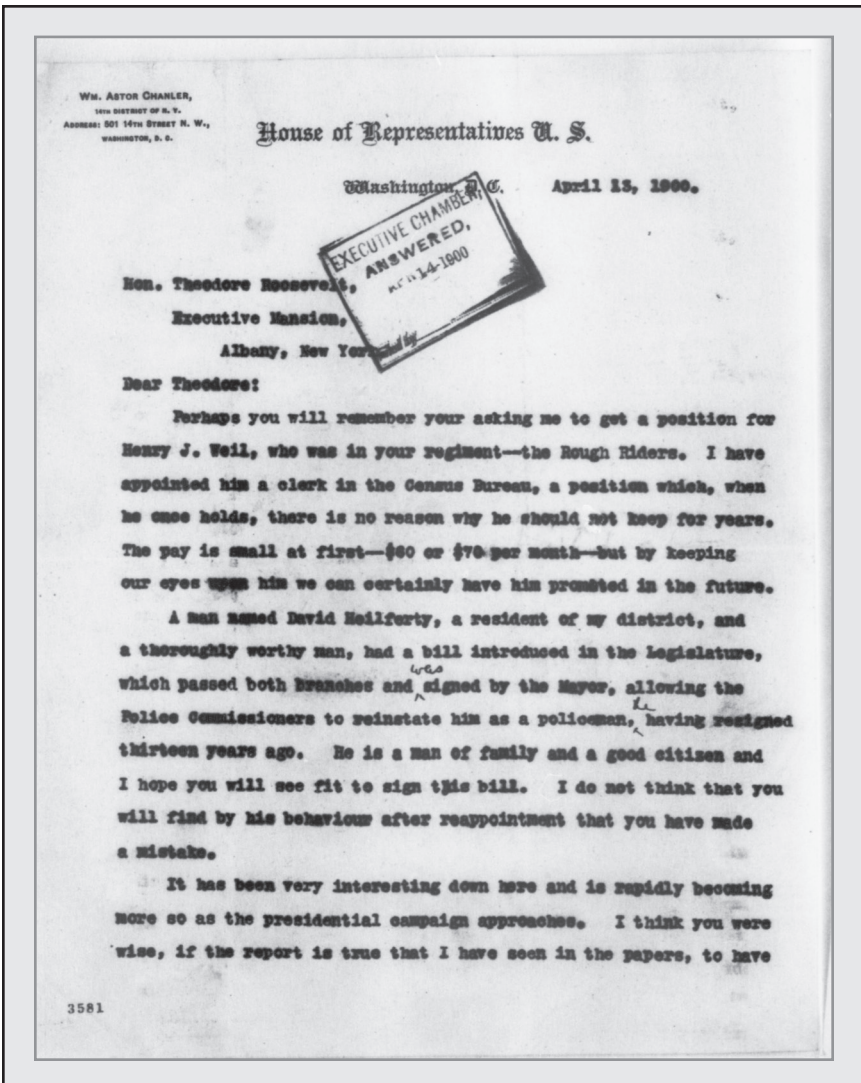 WM. ASTOR CHANLER,
14TH DISTRICT OF N. Y.
ADDRESS: 501 14TH STREET N. W.,
WASHINGTON, D. C.
House of Representatives U. S.
Washington, D. C. April 13, 1900.
EXECUTIVE CHAMBER,
ANSWERED,
APR 14-1900
Hon. Theodore Roosevelt,
Executive Mansion,
Albany, New York
Dear Theodore:
Perhaps you will remember your asking me to get a position for
Henry J. Weil, who was in your regiment--the Rough Riders. I have
appointed him a clerk in the Census Bureau, a position which, when
he once holds, there is no reason why he should not keep for years.
The pay is small at first--$60 or $70 per month--but by keeping
our eyes upon him we can certainly have him promoted in the future.
A man named David Meilferty, a resident of my district, and
a thoroughly worthy man, had a bill introduced in the Legislature,
which passed both branches and was signed by the Mayor, allowing the
Police Commissioners to reinstate him as a policeman, he having resigned
thirteen years ago. He is a man of family and a good citizen and
I hope you will see fit to sign this bill. I do not think that you
will find by his behaviour after reappointment that you have made
a mistake.
It has been very interesting down here and is rapidly becoming
more so as the presidential campaign approaches. I think you were
wise, if the report is true that I have seen in the papers, to have
3581